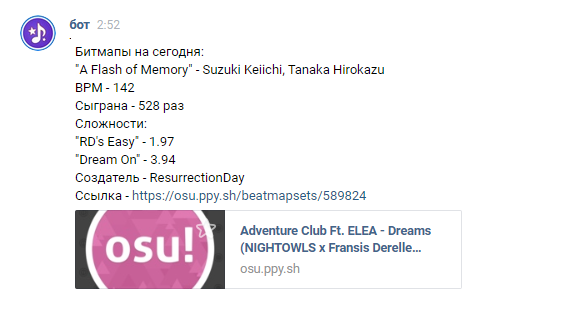 бот 2:52
.
Битмапы на сегодня:
"A Flash of Memory" - Suzuki Keiichi, Tanaka Hirokazu
BPM - 142
Сыграна - 528 раз
Сложности:
"RD's Easy" - 1.97
"Dream On" - 3.94
Создатель - ResurrectionDay
Ссылка - https://osu.ppy.sh/beatmapsets/589824
osu!
Adventure Club Ft. ELEA - Dreams
(NIGHTOWLS x Fransis Derelle…
osu.ppy.sh